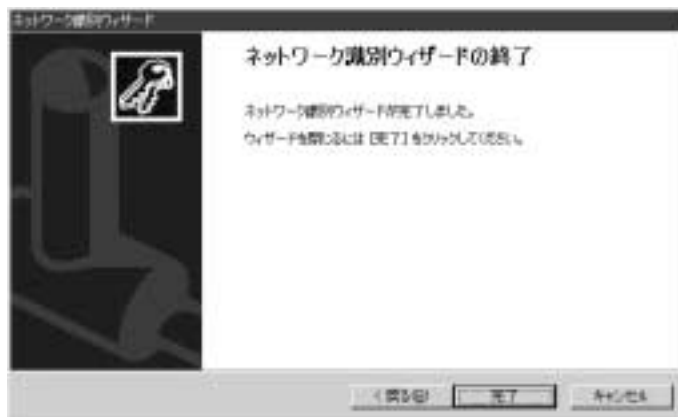 ネットワーク識別ウィザード
ネットワーク識別ウィザードの終了
ネットワーク識別ウィザードが完了しました。
ウィザードを閉じるには [完了] をクリックしてください。
< 戻る(B)
完了
キャンセル